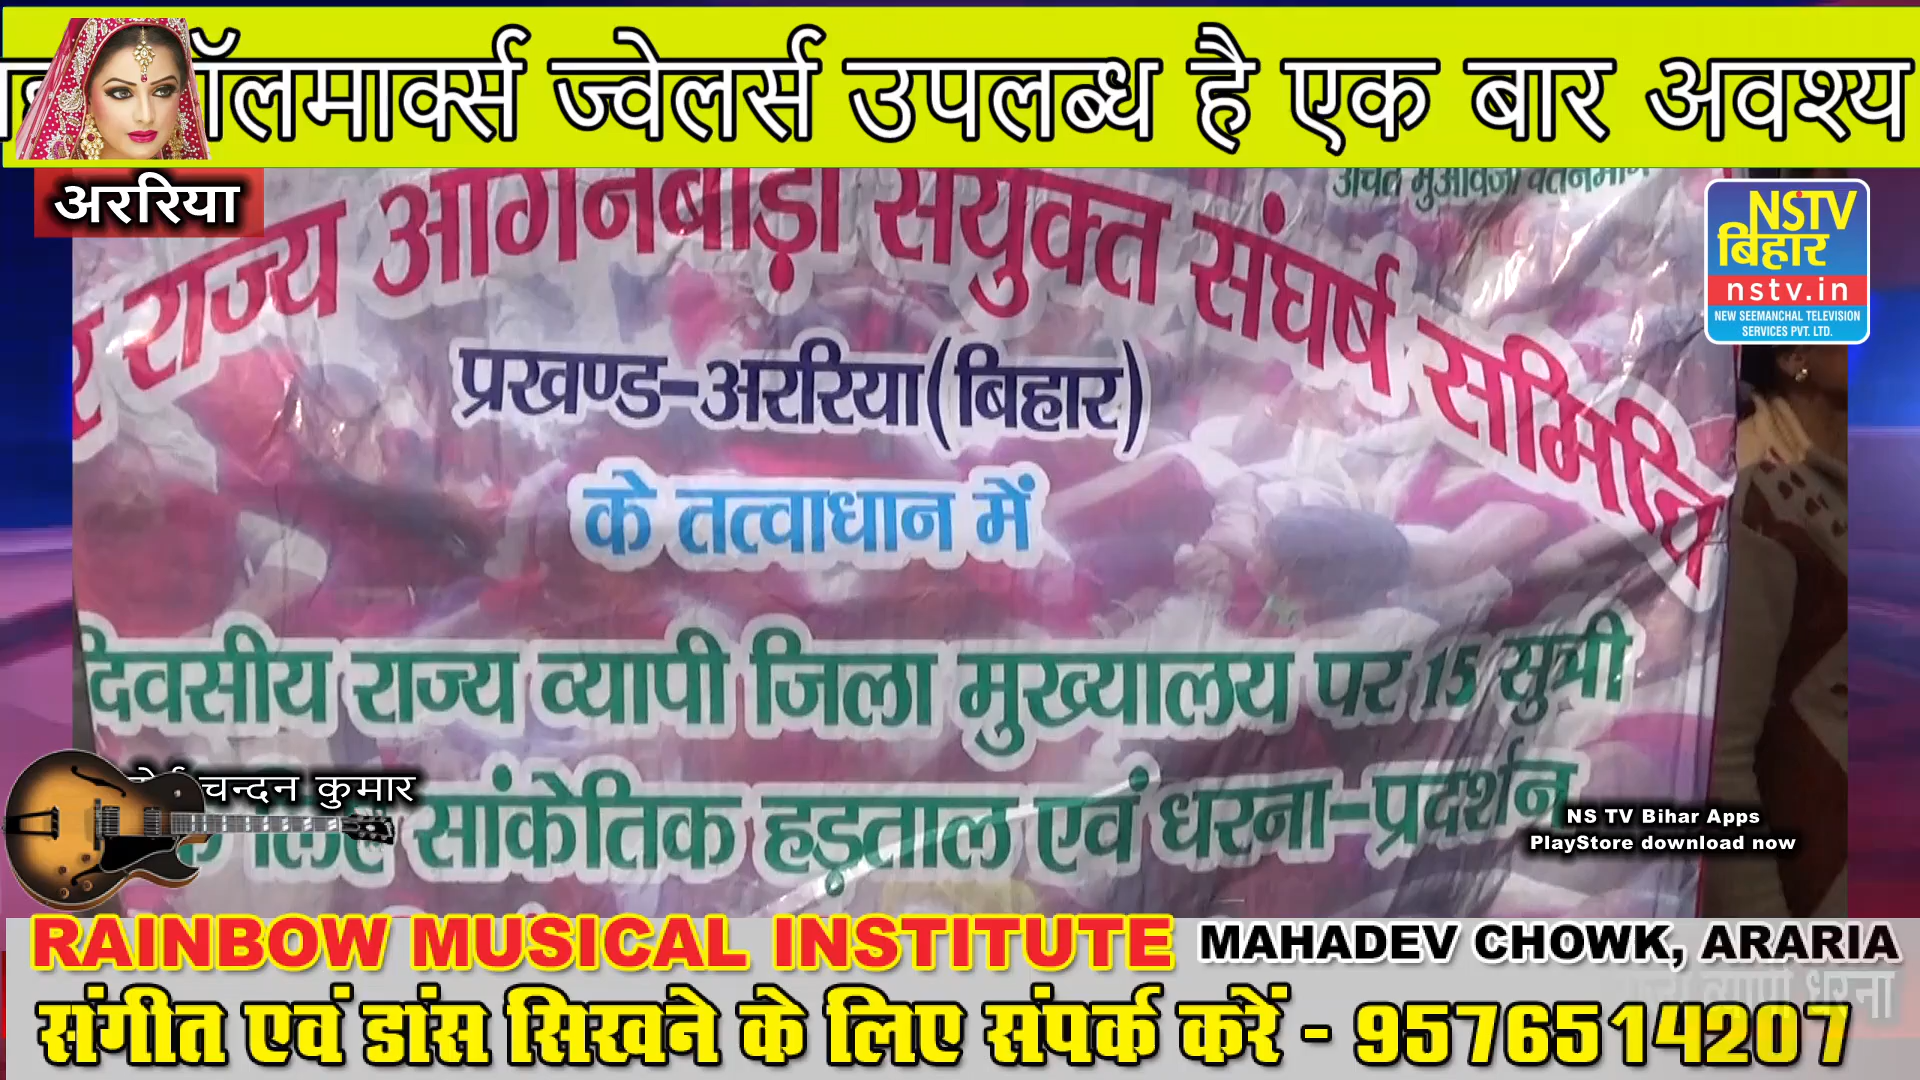 हॉलमार्क्स ज्वेलर्स उपलब्ध है एक बार अवश्य
अररिया
NSTV
बिहार
nstv.in
NEW SEEMANCHAL TELEVISION
SERVICES PVT. LTD.
राज्य आंगनबाड़ी संयुक्त संघर्ष समिति
प्रखण्ड-अररिया(बिहार)
के तत्वाधान में
दिवसीय राज्य व्यापी जिला मुख्यालय पर 15 सुत्री
चन्दन कुमार
के लिए सांकेतिक हड़ताल एवं धरना-प्रदर्शन
NS TV Bihar Apps
PlayStore download now
RAINBOW MUSICAL INSTITUTE MAHADEV CHOWK, ARARIA
व्यापी धरना
संगीत एवं डांस सिखने के लिए संपर्क करें - 9576514207